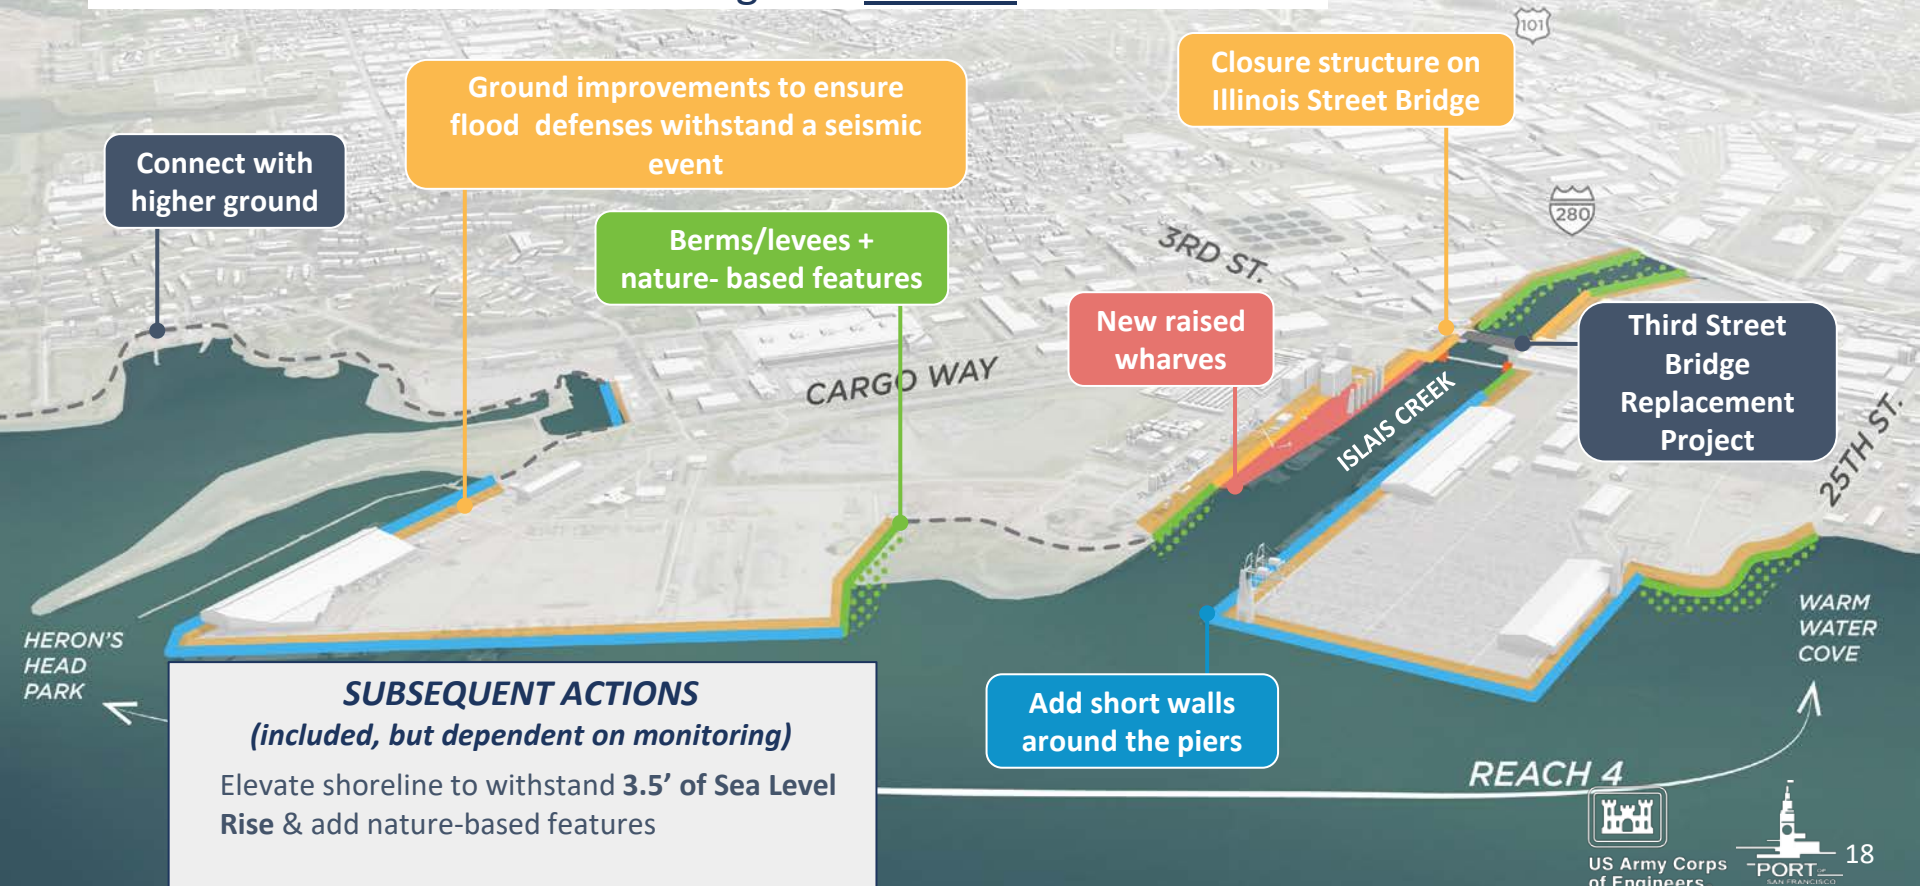 101
Ground improvements to ensure
flood defenses withstand a seismic
event
Closure structure on
Illinois Street Bridge
Connect with
higher ground
280
Berms/levees +
nature- based features
3RD ST.
New raised
wharves
Third Street
Bridge
Replacement
Project
CARGO WAY
ISLAIS CREEK
25TH ST.
HERON'S
HEAD
PARK
WARM
WATER
COVE
SUBSEQUENT ACTIONS
(included, but dependent on monitoring)
Elevate shoreline to withstand 3.5' of Sea Level
Rise & add nature-based features
Add short walls
around the piers
REACH 4
US Army Corps
of Engineers
PORT OF
SAN FRANCISCO
18